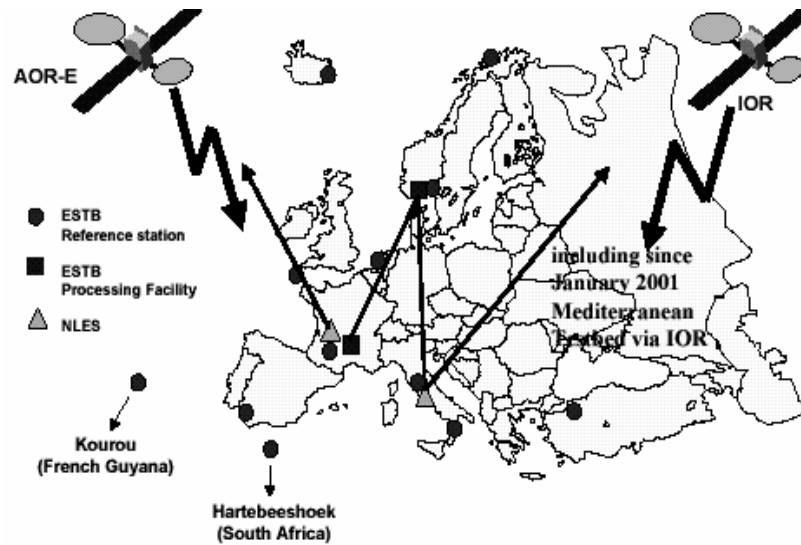 AOR-E
IOR
ESTB
Reference station
ESTB
Processing Facility
NLES
including since
January 2001
Mediterranean
Testbed via IOR
Kourou
(French Guyana)
Hartebeeshoek
(South Africa)